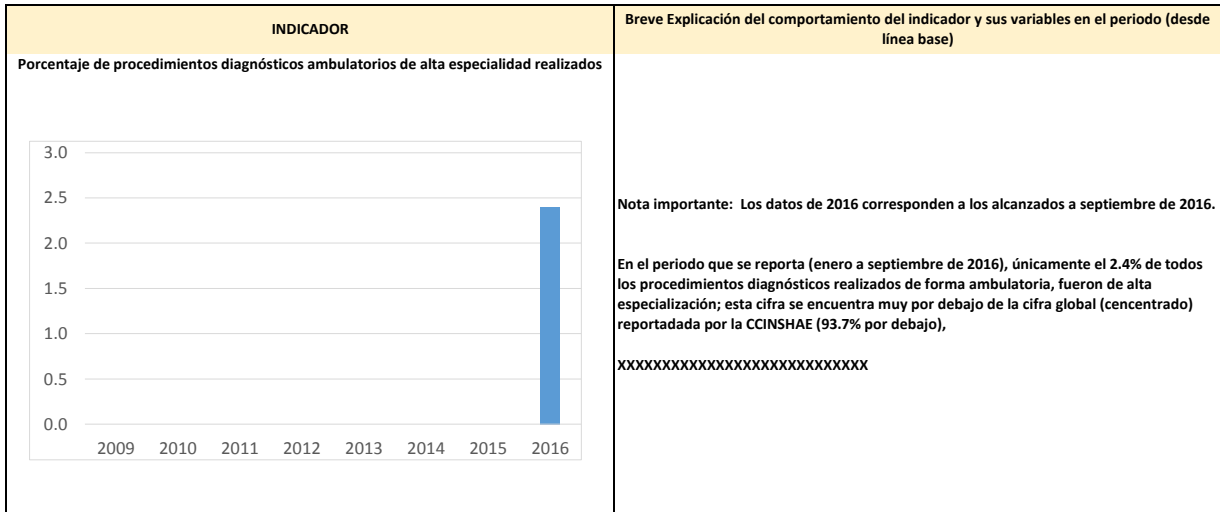 INDICADOR
Breve Explicación del comportamiento del indicador y sus variables en el periodo (desde
línea base)
Porcentaje de procedimientos diagnósticos ambulatorios de alta especialidad realizados
3.0
2.5
2.0
1.5
1.0
0.5
0.0
2009 2010 2011 2012 2013 2014 2015 2016
Nota importante: Los datos de 2016 corresponden a los alcanzados a septiembre de 2016.
En el periodo que se reporta (enero a septiembre de 2016), únicamente el 2.4% de todos
los procedimientos diagnósticos realizados de forma ambulatoria, fueron de alta
especialización; esta cifra se encuentra muy por debajo de la cifra global (cencentrado)
reportadada por la CCINSHAE (93.7% por debajo),
XXXXXXXXXXXXXXXXXXXXXXXXXXXX